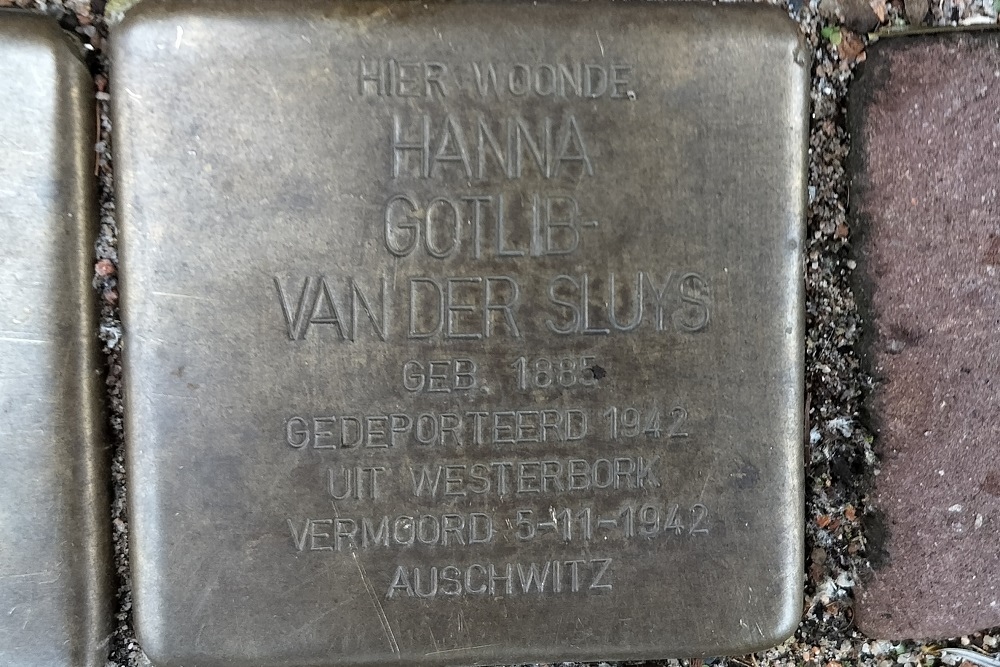 HIER WOONDE
HANNA
GOTLIB-
VAN DER SLUYS
GEB. 1885
GEDEPORTEERD 1942
UIT WESTERBORK
VERMOORD 5-11-1942
AUSCHWITZ